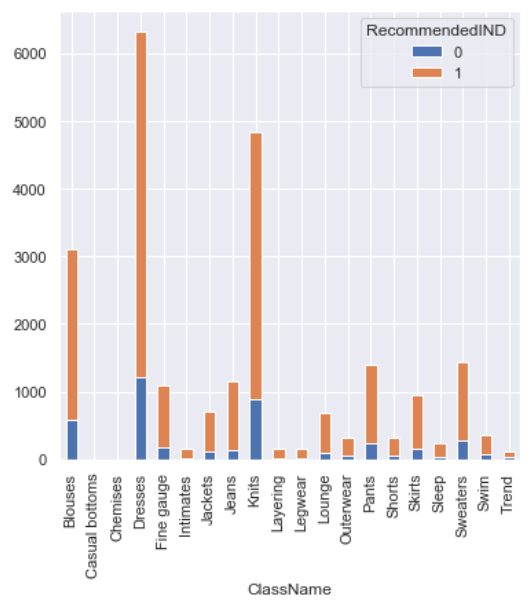 RecommendedIND
0
1
6000
5000
4000
3000
2000
1000
0
Blouses
Casual bottoms
Chemises
Dresses
Fine gauge
Intimates
Jackets
Jeans
Knits
Layering
Legwear
Lounge
Outerwear
Pants
Shorts
Skirts
Sleep
Sweaters
Swim
Trend
ClassName